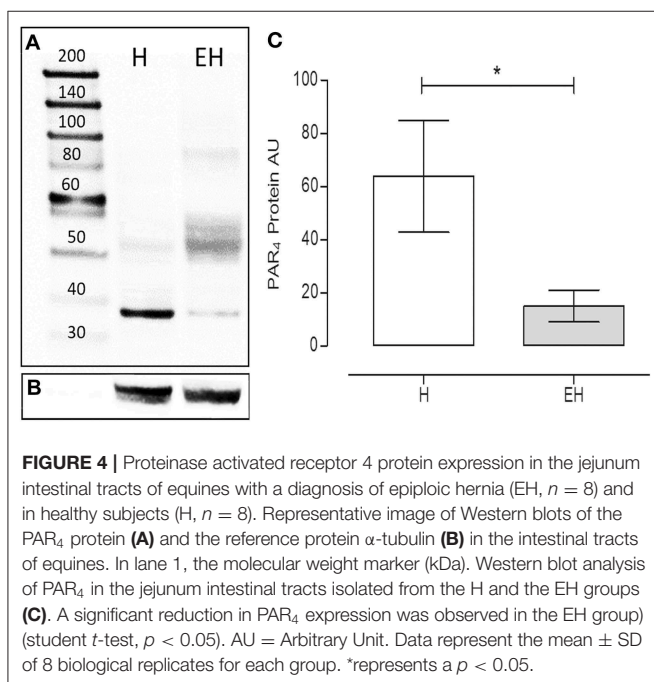 A
H EH
200
140
100
80
60
50
40
30
B
C
*
PAR₄ Protein AU
100
80
60
40
20
0
H EH
FIGURE 4 | Proteinase activated receptor 4 protein expression in the jejunum
intestinal tracts of equines with a diagnosis of epiploic hernia (EH, n = 8) and
in healthy subjects (H, n = 8). Representative image of Western blots of the
PAR₄ protein (A) and the reference protein α-tubulin (B) in the intestinal tracts
of equines. In lane 1, the molecular weight marker (kDa). Western blot analysis
of PAR₄ in the jejunum intestinal tracts isolated from the H and the EH groups
(C). A significant reduction in PAR₄ expression was observed in the EH group)
(student t-test, p < 0.05). AU = Arbitrary Unit. Data represent the mean ± SD
of 8 biological replicates for each group. *represents a p < 0.05.